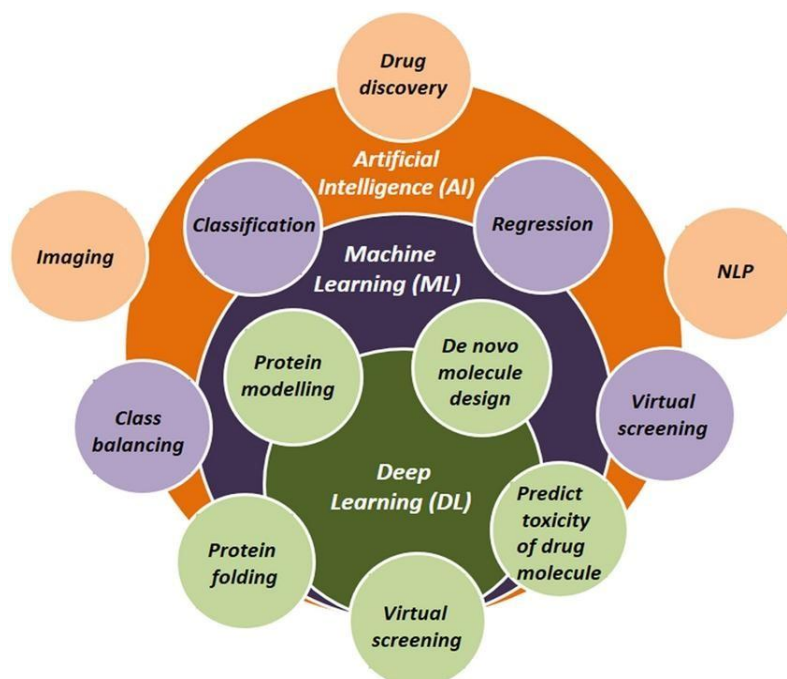 Drug
discovery
Artificial
Intelligence (AI)
Classification
Regression
Imaging
Machine
Learning (ML)
NLP
Protein
modelling
De novo
molecule
design
Class
balancing
Virtual
screening
Deep
Learning (DL)
Predict
toxicity
of drug
molecule
Protein
folding
Virtual
screening